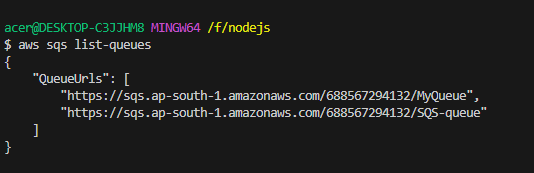 acer@DESKTOP-C3JJHM8 MINGW64 /f/nodejs
$ aws sqs list-queues
{
    "QueueUrls": [
        "https://sqs.ap-south-1.amazonaws.com/688567294132/MyQueue",
        "https://sqs.ap-south-1.amazonaws.com/688567294132/SQS-queue"
    ]
}